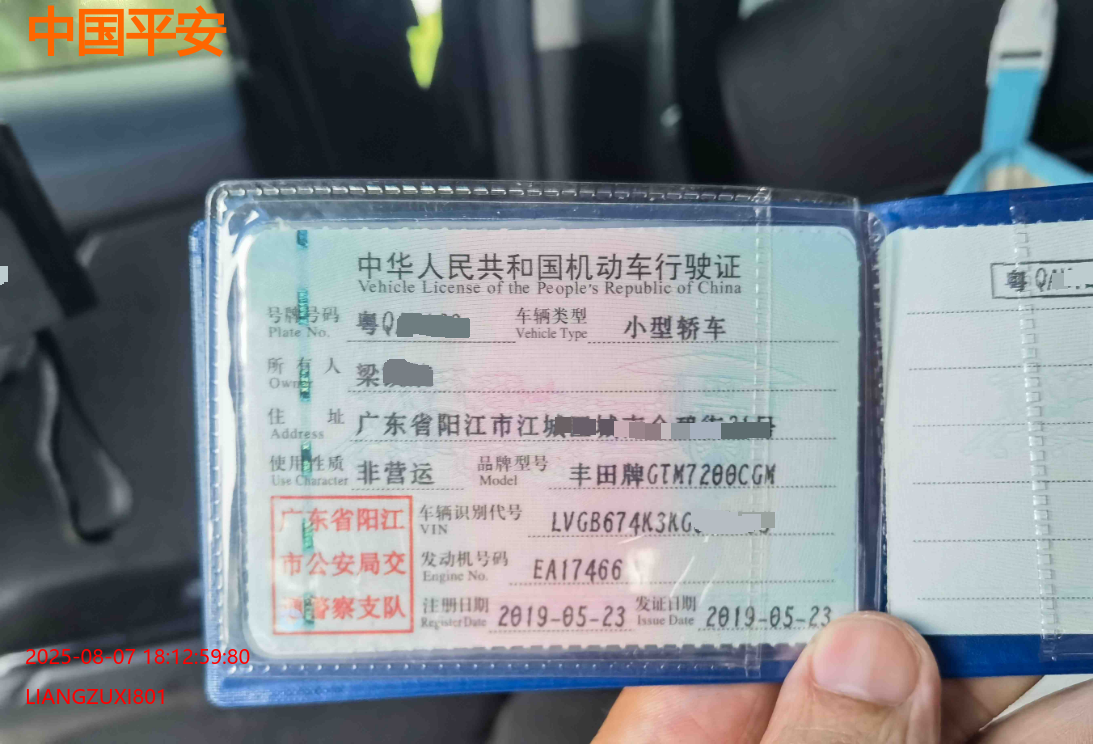 中国平安
中华人民共和国机动车行驶证
Vehicle License of the People's Republic of China
号牌号码 粤Q 车辆类型 小型轿车
Plate No. Vehicle Type
所有人 梁
Owner
住址 广东省阳江市江城
Address
使用性质 非营运 品牌型号 丰田牌GTM7200CGM
Use Character Model
广东省阳江
市公安局交
通警察支队
车辆识别代号 LVGB674K3KG
VIN
发动机号码 EA17466
Engine No.
注册日期 2019-05-23 发证日期 2019-05-23
Register Date Issue Date
粤Q
2025-08-07 18:12:59:80
LIANGZUXI801